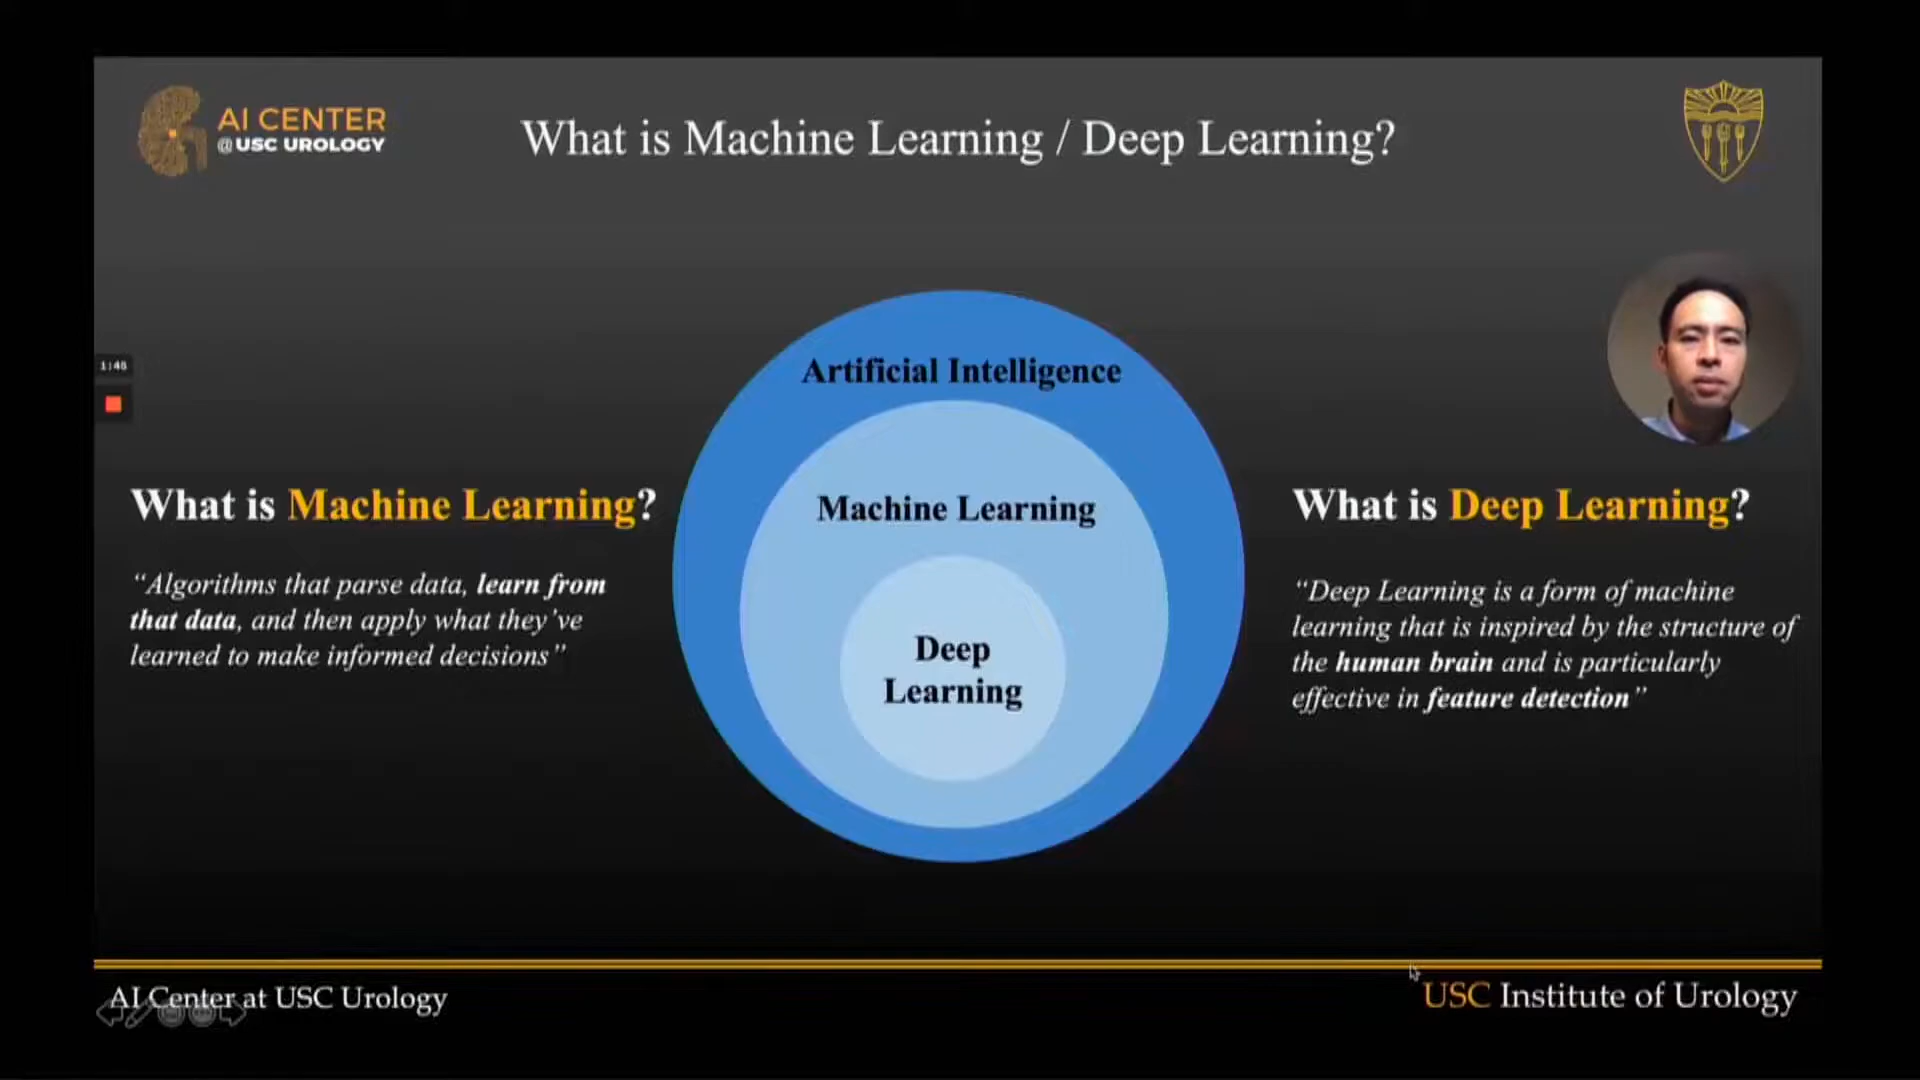 AI CENTER
@USC UROLOGY
What is Machine Learning / Deep Learning?
1:46
Artificial Intelligence
Machine Learning
Deep
Learning
What is Machine Learning?
“Algorithms that parse data, learn from
that data, and then apply what they’ve
learned to make informed decisions”
What is Deep Learning?
“Deep Learning is a form of machine
learning that is inspired by the structure of
the human brain and is particularly
effective in feature detection”
AI Center at USC Urology
USC Institute of Urology